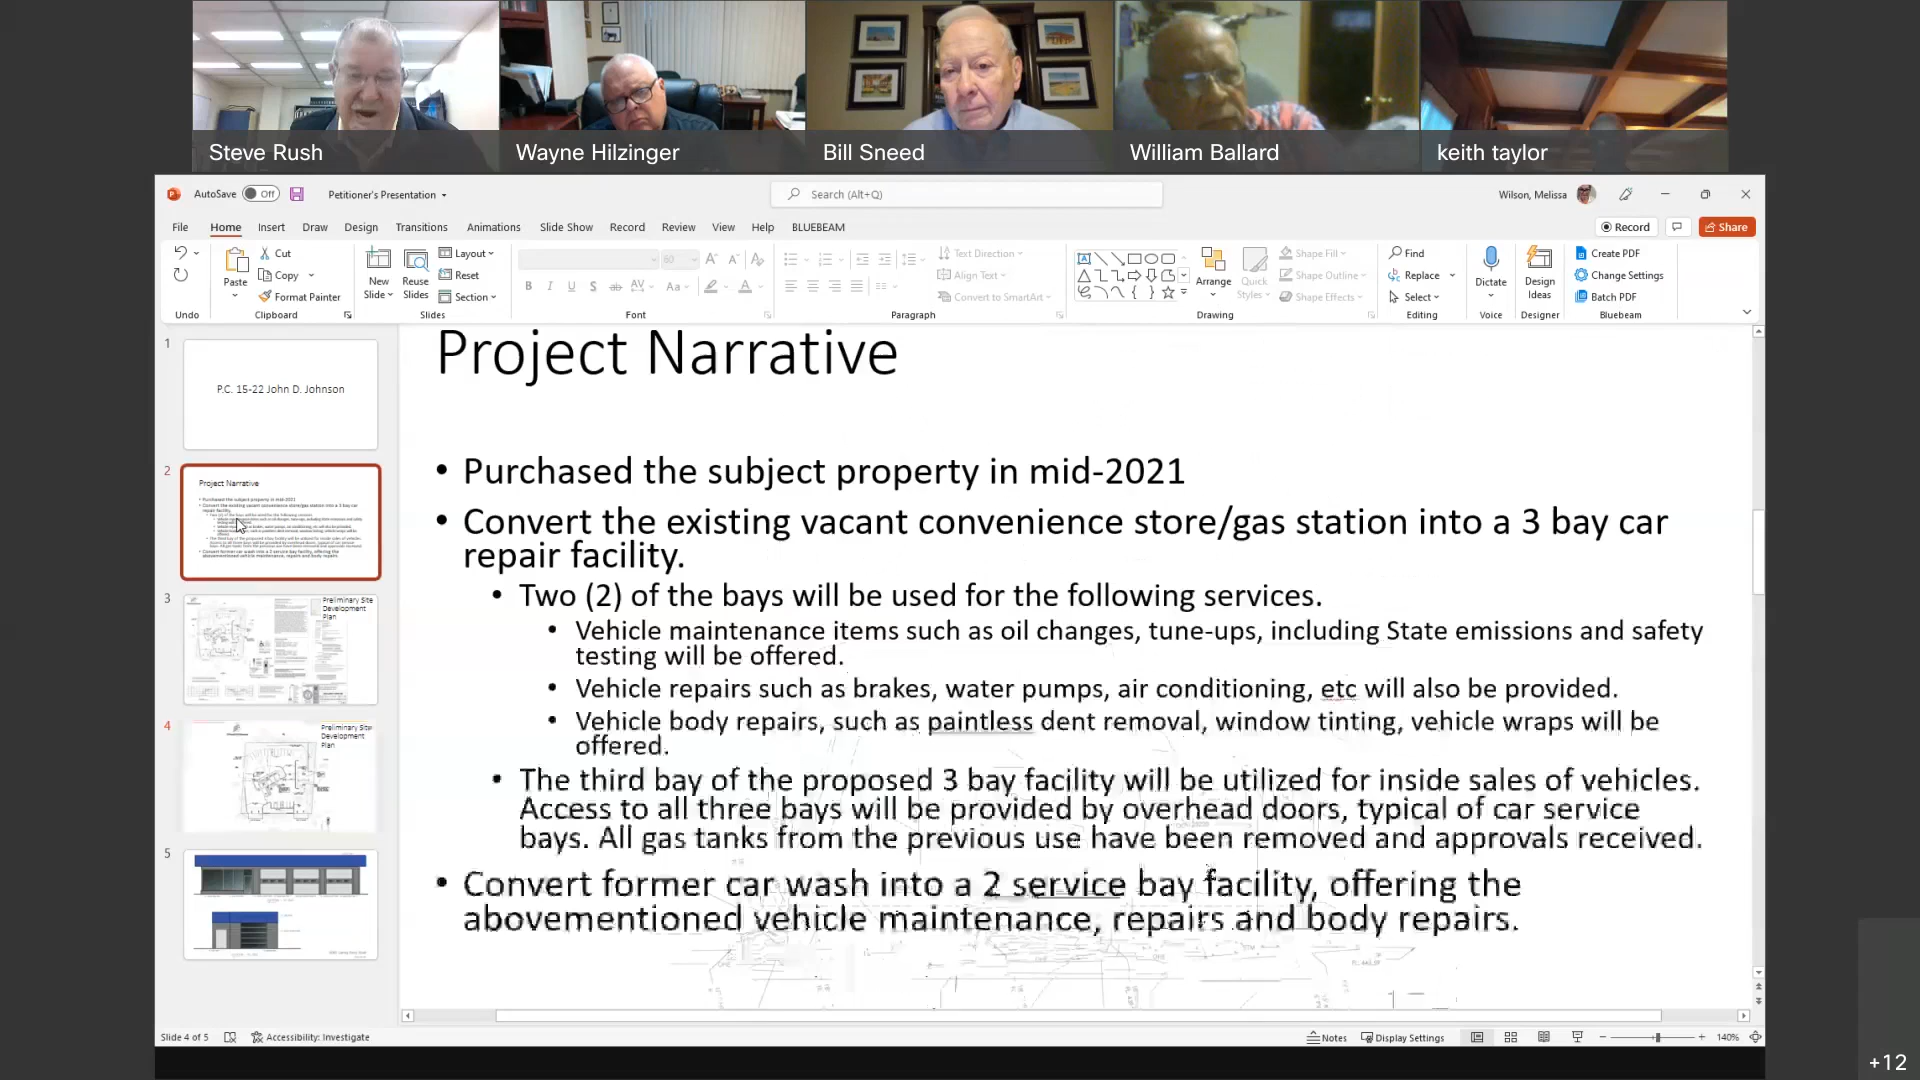 Steve Rush
Wayne Hilzinger
Bill Sneed
William Ballard
keith taylor
AutoSave Off
Petitioner's Presentation
Search (Alt+Q)
Wilson, Melissa
File Home Insert Draw Design Transitions Animations Slide Show Record Review View Help BLUEBEAM
Record
Share
Undo
Paste
Cut
Copy
Format Painter
Clipboard
New
Slide
Reuse
Slides
Layout
Reset
Section
Slides
60
Font
Text Direction
Align Text
Convert to SmartArt
Paragraph
Arrange
Quick
Styles
Shape Fill
Shape Outline
Shape Effects
Drawing
Find
Replace
Select
Editing
Dictate
Voice
Design
Ideas
Designer
Create PDF
Change Settings
Batch PDF
Bluebeam
1
P.C. 15-22 John D. Johnson
2
Project Narrative
3
Preliminary Site
Development
Plan
4
Preliminary Site
Development
Plan
5
Project Narrative
• Purchased the subject property in mid-2021
• Convert the existing vacant convenience store/gas station into a 3 bay car
repair facility.
• Two (2) of the bays will be used for the following services.
• Vehicle maintenance items such as oil changes, tune-ups, including State emissions and safety
testing will be offered.
• Vehicle repairs such as brakes, water pumps, air conditioning, etc will also be provided.
• Vehicle body repairs, such as paintless dent removal, window tinting, vehicle wraps will be
offered.
• The third bay of the proposed 3 bay facility will be utilized for inside sales of vehicles.
Access to all three bays will be provided by overhead doors, typical of car service
bays. All gas tanks from the previous use have been removed and approvals received.
• Convert former car wash into a 2 service bay facility, offering the
abovementioned vehicle maintenance, repairs and body repairs.
Slide 4 of 5
Accessibility: Investigate
Notes
Display Settings
140%
+12